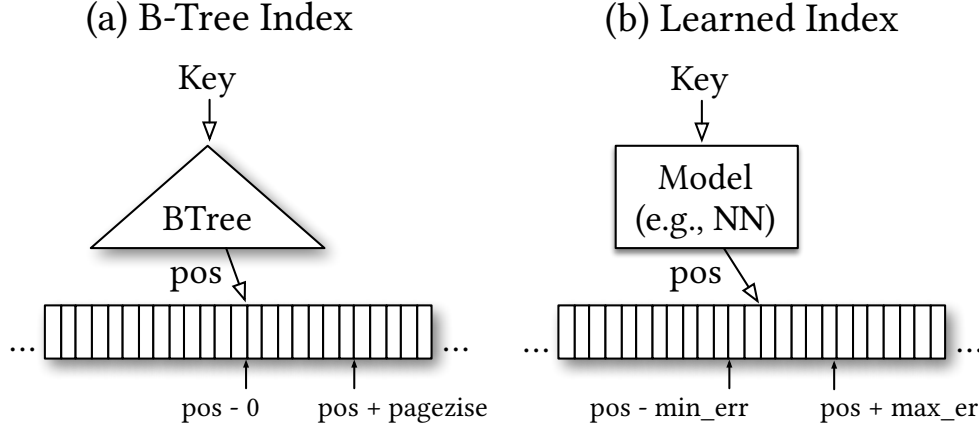 (a) B-Tree Index
Key
BTree
pos
...
...
pos - 0
pos + pagezise
(b) Learned Index
Key
Model
(e.g., NN)
pos
...
...
pos - min_err
pos + max_er